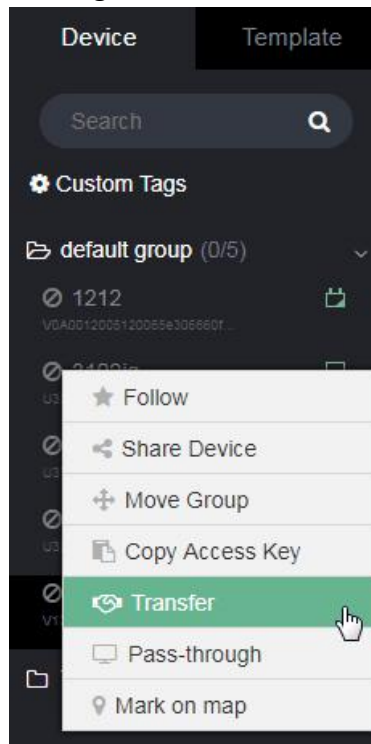 Device Template
Search
Custom Tags
default group (0/5)
1212
Follow
Share Device
Move Group
Copy Access Key
Transfer
Pass-through
Mark on map